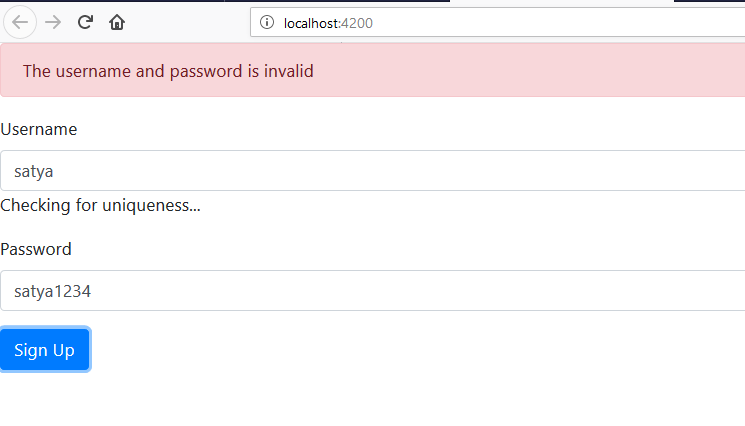 localhost:4200
The username and password is invalid
Username
satya
Checking for uniqueness...
Password
satya1234
Sign Up